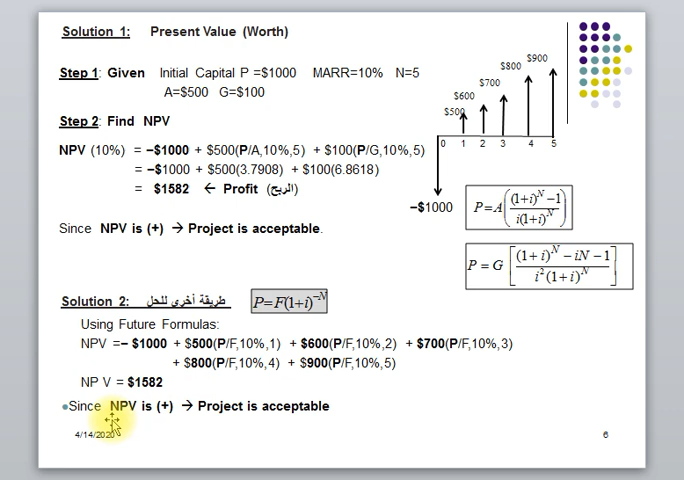 Solution 1: Present Value (Worth)
Step 1: Given Initial Capital P =$1000 MARR=10% N=5
A=$500 G=$100
Step 2: Find NPV
NPV (10%) = –$1000 + $500(P/A,10%,5) + $100(P/G,10%,5)
= –$1000 + $500(3.7908) + $100(6.8618)
= $1582 ← Profit (الربح)
Since NPV is (+) → Project is acceptable.
$500
$600
$700
$800
$900
0 1 2 3 4 5
–$1000
P=A((1+i)^N −1 / i(1+i)^N)
P = G [(1+i)^N − iN − 1 / i^2(1+i)^N]
Solution 2: طريقة أخرى للحل P=F(1+i)^−N
Using Future Formulas:
NPV =– $1000 + $500(P/F,10%,1) + $600(P/F,10%,2) + $700(P/F,10%,3)
+ $800(P/F,10%,4) + $900(P/F,10%,5)
NP V = $1582
•Since NPV is (+) → Project is acceptable
4/14/2020 6